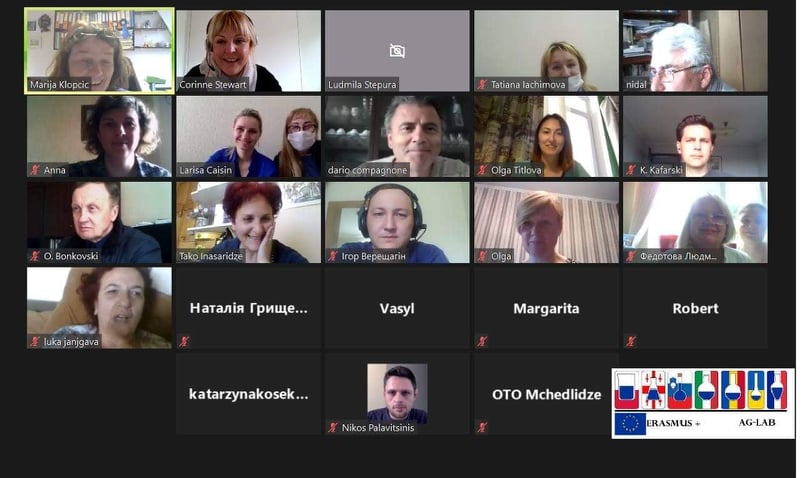 Marija Klopcic
Corinne Stewart
Ludmila Stepura
Tatiana Iachimova
nidal
Anna
Larisa Caisin
dario compagnone
Olga Titlova
K. Kafarski
O. Bonkovski
Tako Inasaridze
Ігор Верещагін
Olga
Федотова Людм...
luka janjgava
Наталія Грище...
Vasyl
Margarita
Robert
katarzynakosek...
Nikos Palavitsinis
OTO Mchedlidze
ERASMUS + AG-LAB